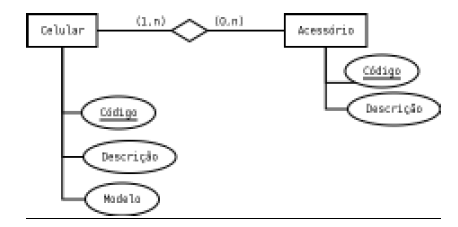 Celular (1,n) (0,n) Acessório
Código
Código
Descrição
Descrição
Modelo